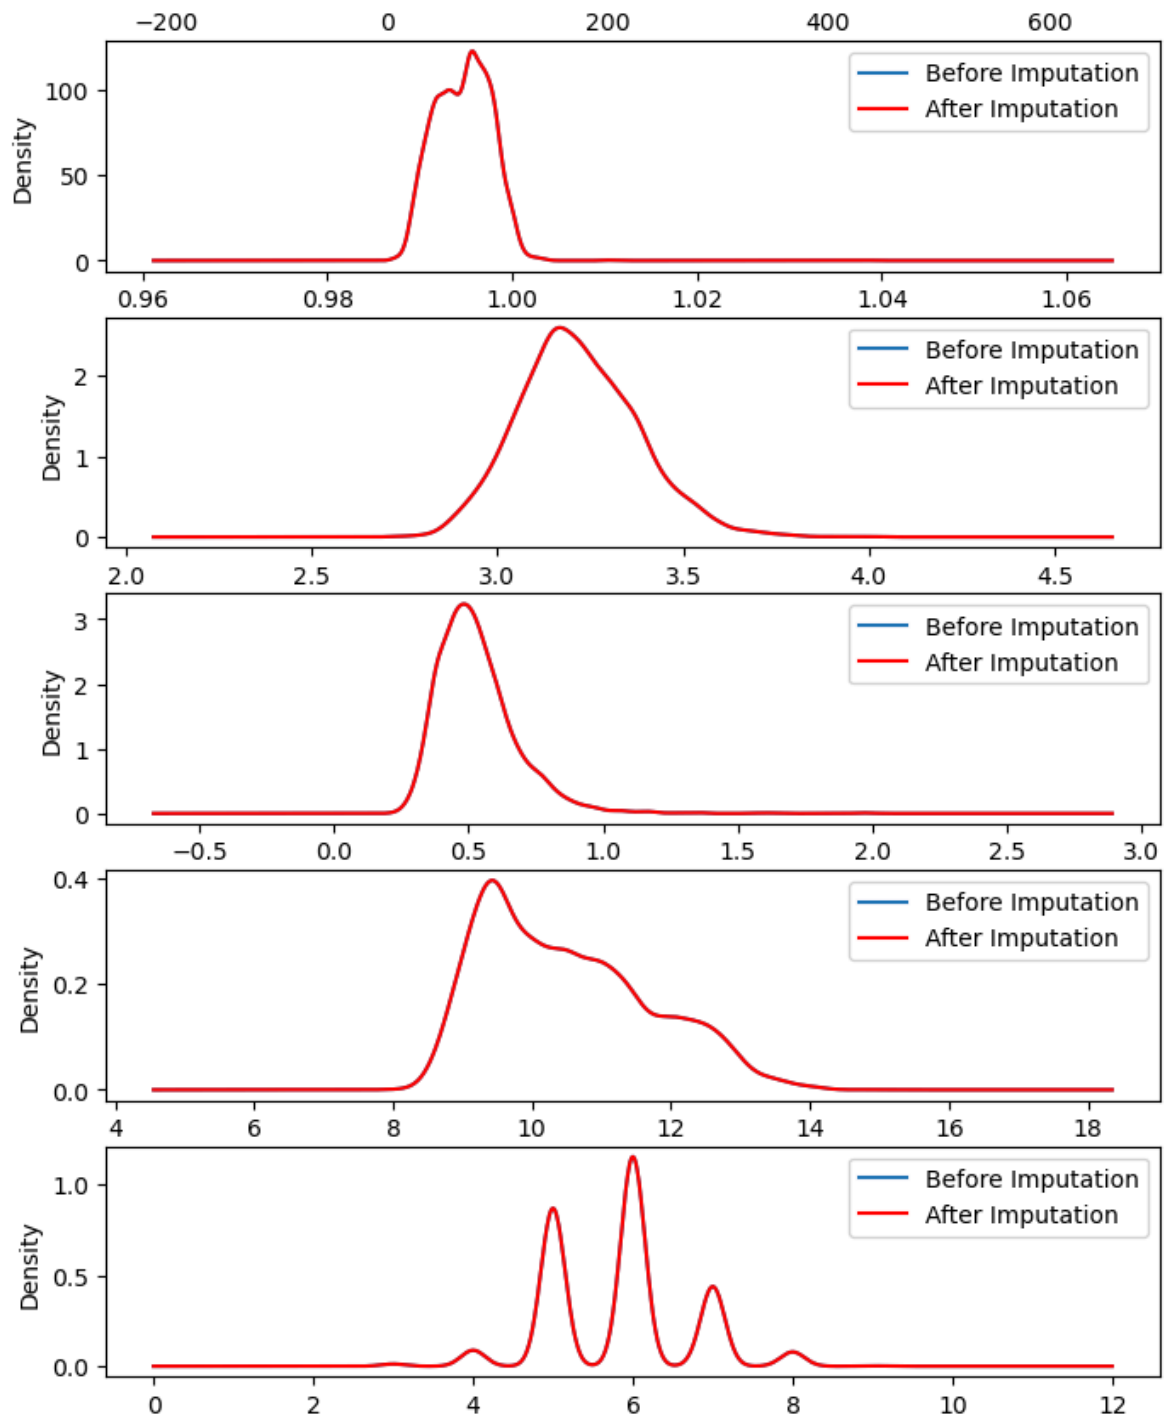 −200 0 200 400 600
Before Imputation
After Imputation
Density
100
50
0
0.96 0.98 1.00 1.02 1.04 1.06
Before Imputation
After Imputation
Density
2
1
0
2.0 2.5 3.0 3.5 4.0 4.5
Before Imputation
After Imputation
Density
3
2
1
0
−0.5 0.0 0.5 1.0 1.5 2.0 2.5 3.0
Before Imputation
After Imputation
Density
0.4
0.2
0.0
4 6 8 10 12 14 16 18
Before Imputation
After Imputation
Density
1.0
0.5
0.0
0 2 4 6 8 10 12